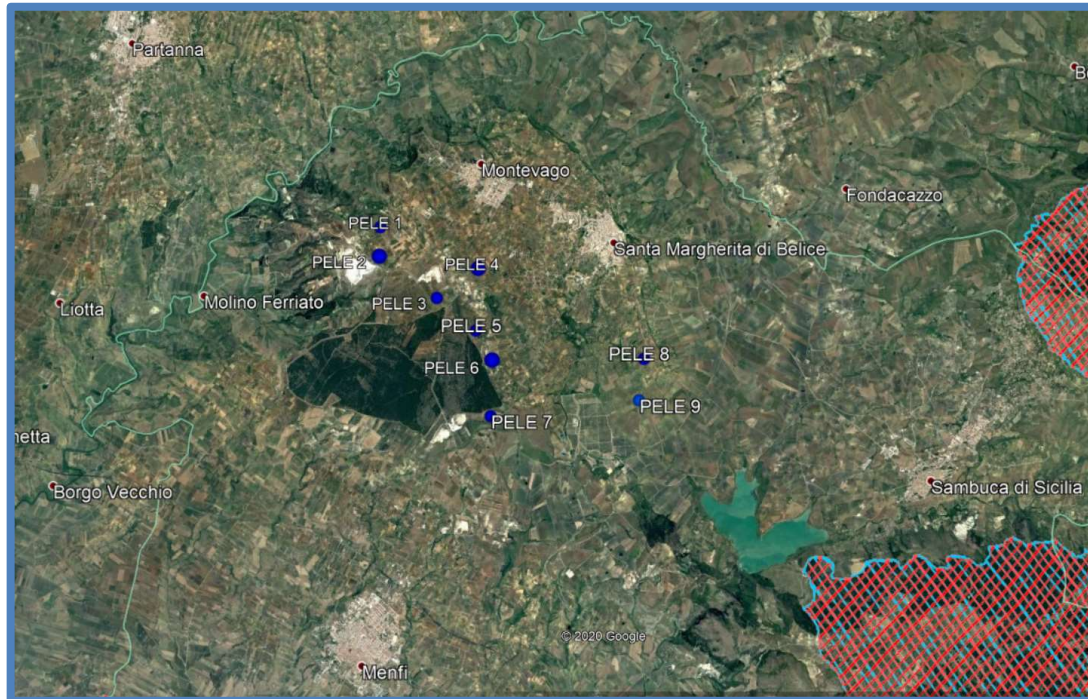 Partanna
Montevago
Fondacazzo
PELE 1
Santa Margherita di Belice
PELE 2
PELE 4
Molino Ferriato
PELE 3
Liotta
PELE 5
PELE 6
PELE 8
PELE 9
PELE 7
netta
Borgo Vecchio
Sambuca di Sicilia
© 2020 Google
Menfi